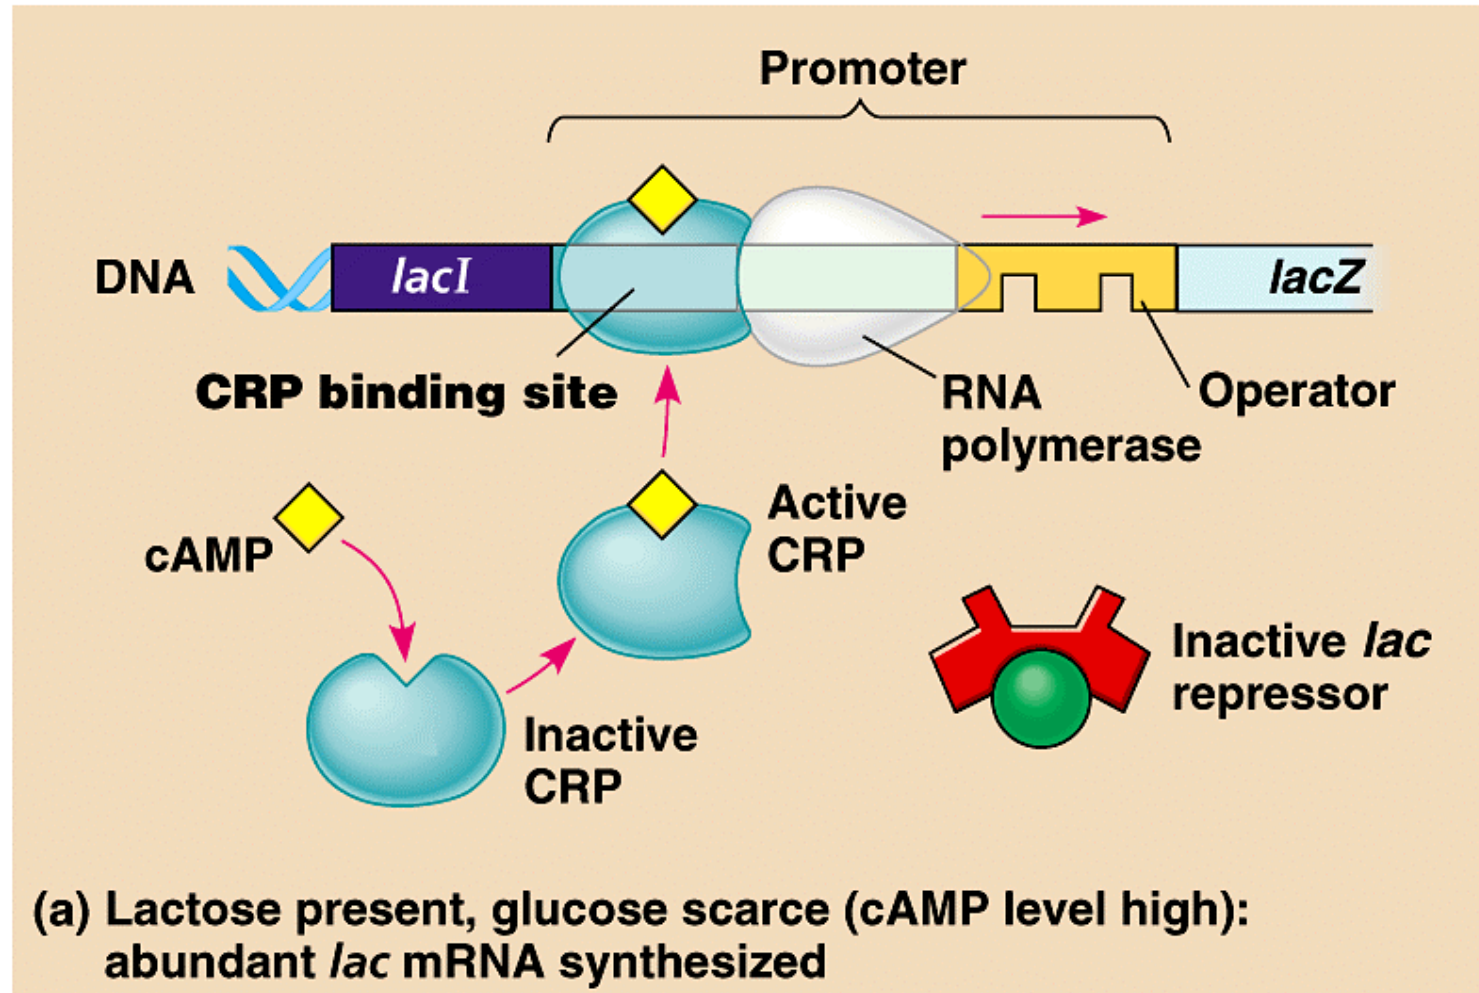 Promoter
DNA
lacI
lacZ
CRP binding site
RNA
polymerase
Operator
cAMP
Active
CRP
Inactive
CRP
Inactive lac
repressor
(a) Lactose present, glucose scarce (cAMP level high):
abundant lac mRNA synthesized